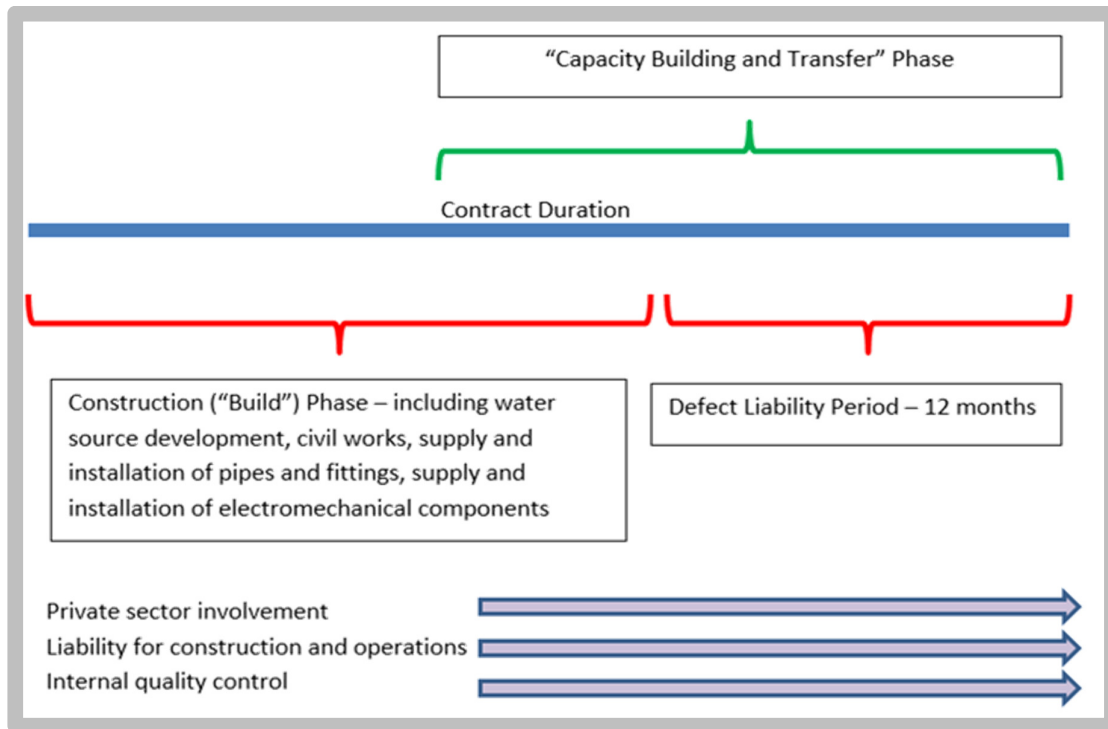 “Capacity Building and Transfer” Phase
Contract Duration
Construction (“Build”) Phase – including water
source development, civil works, supply and
installation of pipes and fittings, supply and
installation of electromechanical components
Defect Liability Period – 12 months
Private sector involvement
Liability for construction and operations
Internal quality control